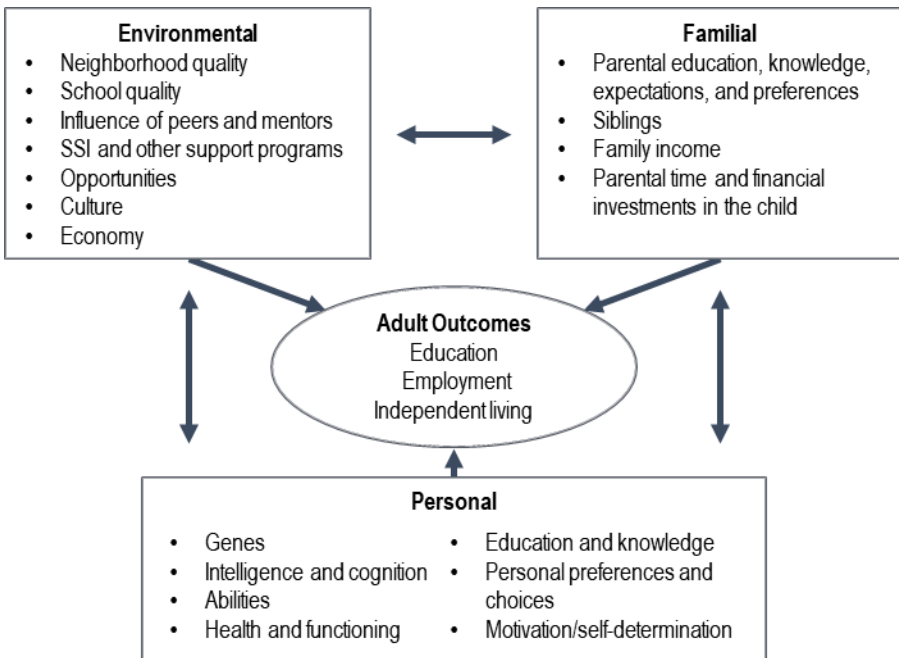 Environmental
• Neighborhood quality
• School quality
• Influence of peers and mentors
• SSI and other support programs
• Opportunities
• Culture
• Economy
Familial
• Parental education, knowledge,
expectations, and preferences
• Siblings
• Family income
• Parental time and financial
investments in the child
Adult Outcomes
Education
Employment
Independent living
Personal
• Genes
• Intelligence and cognition
• Abilities
• Health and functioning
• Education and knowledge
• Personal preferences and
choices
• Motivation/self-determination